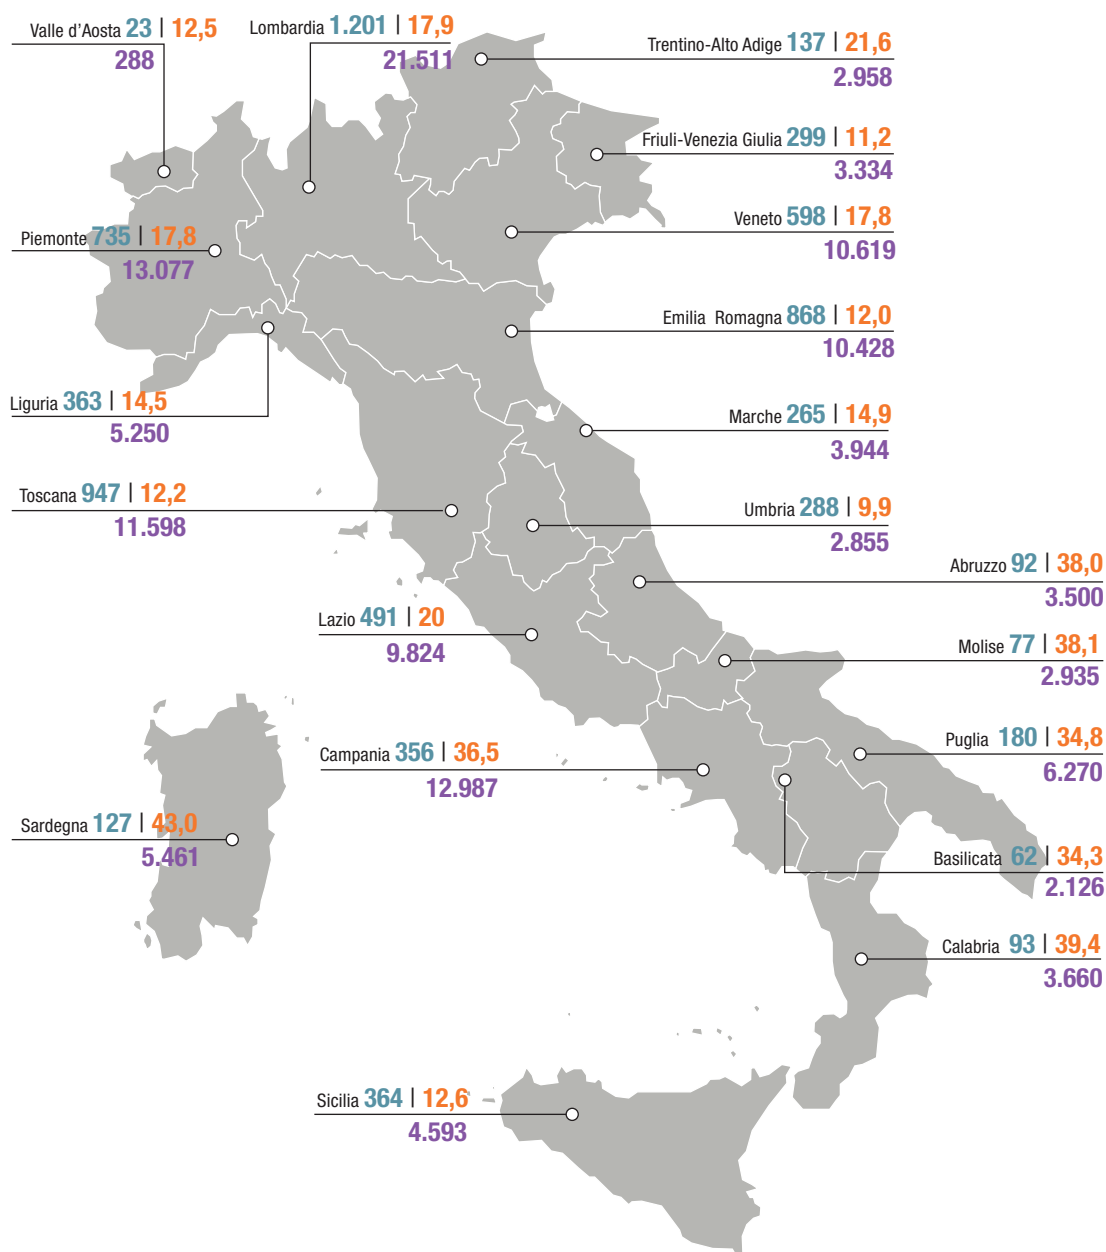 Valle d'Aosta 23 | 12,5
288
Lombardia 1.201 | 17,9
21.511
Trentino-Alto Adige 137 | 21,6
2.958
Friuli-Venezia Giulia 299 | 11,2
3.334
Veneto 598 | 17,8
10.619
Piemonte 735 | 17,8
13.077
Emilia Romagna 868 | 12,0
10.428
Liguria 363 | 14,5
5.250
Marche 265 | 14,9
3.944
Toscana 947 | 12,2
11.598
Umbria 288 | 9,9
2.855
Abruzzo 92 | 38,0
3.500
Lazio 491 | 20
9.824
Molise 77 | 38,1
2.935
Campania 356 | 36,5
12.987
Puglia 180 | 34,8
6.270
Sardegna 127 | 43,0
5.461
Basilicata 62 | 34,3
2.126
Calabria 93 | 39,4
3.660
Sicilia 364 | 12,6
4.593